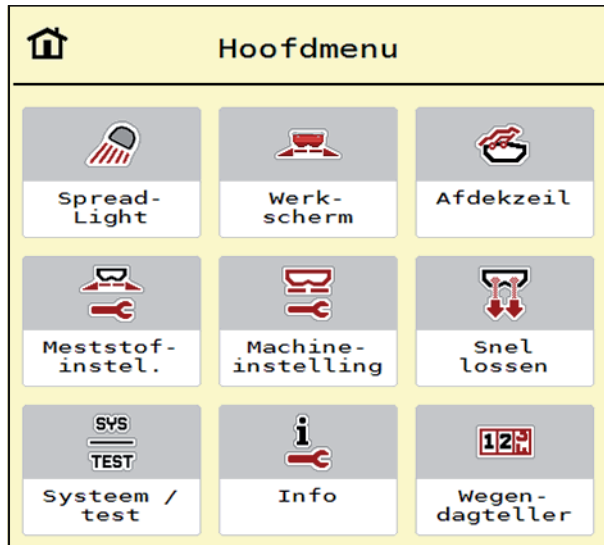 Hoofdmenu
Spread-
Light
Werk-
scherm
Afdekzeil
Meststof-
instel.
Machine-
instelling
Snel
lossen
SYS
TEST
Systeem /
test
i
Info
12
Wegen-
dagteller